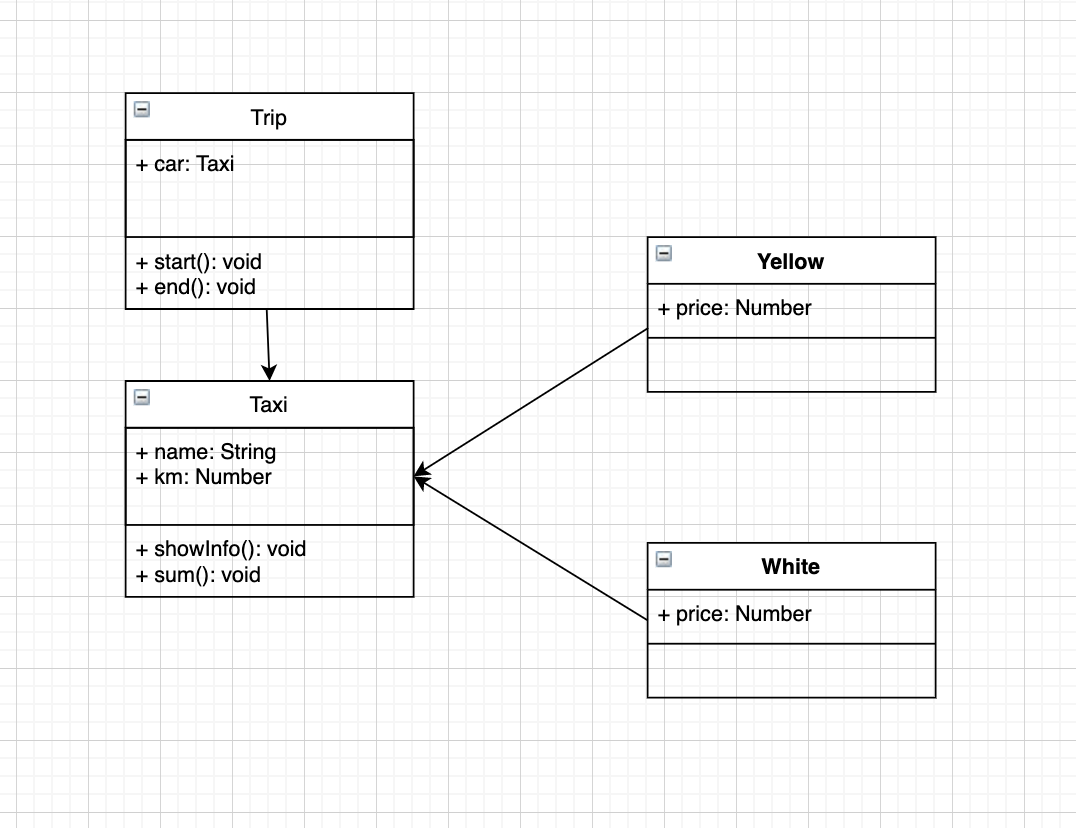 Trip
+ car: Taxi
+ start(): void
+ end(): void
Taxi
+ name: String
+ km: Number
+ showInfo(): void
+ sum(): void
Yellow
+ price: Number
White
+ price: Number